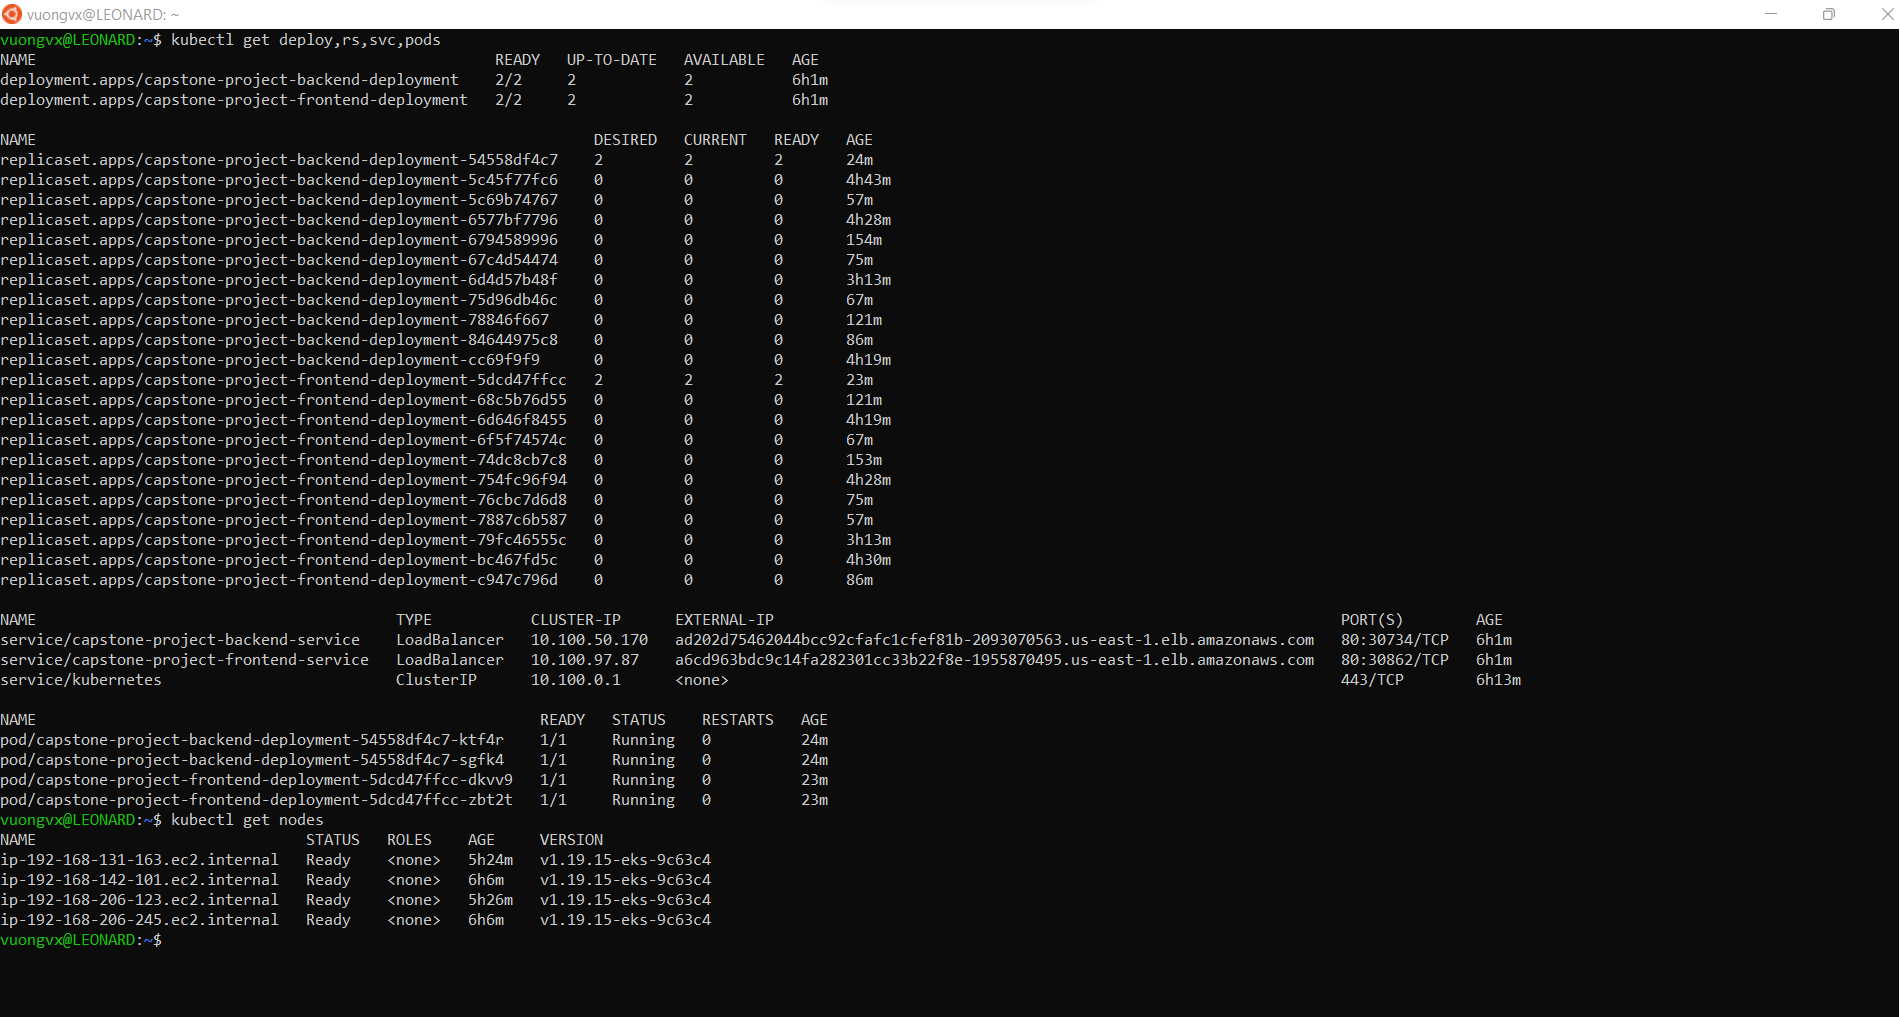 vuongvx@LEONARD: ~
vuongvx@LEONARD:~$ kubectl get deploy,rs,svc,pods
NAME READY UP-TO-DATE AVAILABLE AGE
deployment.apps/capstone-project-backend-deployment 2/2 2 2 6h1m
deployment.apps/capstone-project-frontend-deployment 2/2 2 2 6h1m
NAME DESIRED CURRENT READY AGE
replicaset.apps/capstone-project-backend-deployment-54558df4c7 2 2 2 24m
replicaset.apps/capstone-project-backend-deployment-5c45f77fc6 0 0 0 4h43m
replicaset.apps/capstone-project-backend-deployment-5c69b74767 0 0 0 57m
replicaset.apps/capstone-project-backend-deployment-6577bf7796 0 0 0 4h28m
replicaset.apps/capstone-project-backend-deployment-6794589996 0 0 0 154m
replicaset.apps/capstone-project-backend-deployment-67c4d54474 0 0 0 75m
replicaset.apps/capstone-project-backend-deployment-6d4d57b48f 0 0 0 3h13m
replicaset.apps/capstone-project-backend-deployment-75d96db46c 0 0 0 67m
replicaset.apps/capstone-project-backend-deployment-78846f667 0 0 0 121m
replicaset.apps/capstone-project-backend-deployment-84644975c8 0 0 0 86m
replicaset.apps/capstone-project-backend-deployment-cc69f9f9 0 0 0 4h19m
replicaset.apps/capstone-project-frontend-deployment-5dcd47ffcc 2 2 2 23m
replicaset.apps/capstone-project-frontend-deployment-68c5b76d55 0 0 0 121m
replicaset.apps/capstone-project-frontend-deployment-6d646f8455 0 0 0 4h19m
replicaset.apps/capstone-project-frontend-deployment-6f5f74574c 0 0 0 67m
replicaset.apps/capstone-project-frontend-deployment-74dc8cb7c8 0 0 0 153m
replicaset.apps/capstone-project-frontend-deployment-754fc96f94 0 0 0 4h28m
replicaset.apps/capstone-project-frontend-deployment-76cbc7d6d8 0 0 0 75m
replicaset.apps/capstone-project-frontend-deployment-7887c6b587 0 0 0 57m
replicaset.apps/capstone-project-frontend-deployment-79fc46555c 0 0 0 3h13m
replicaset.apps/capstone-project-frontend-deployment-bc467fd5c 0 0 0 4h30m
replicaset.apps/capstone-project-frontend-deployment-c947c796d 0 0 0 86m
NAME TYPE CLUSTER-IP EXTERNAL-IP PORT(S) AGE
service/capstone-project-backend-service LoadBalancer 10.100.50.170 ad202d75462044bcc92cfafc1cfef81b-2093070563.us-east-1.elb.amazonaws.com 80:30734/TCP 6h1m
service/capstone-project-frontend-service LoadBalancer 10.100.97.87 a6cd963bdc9c14fa282301cc33b22f8e-1955870495.us-east-1.elb.amazonaws.com 80:30862/TCP 6h1m
service/kubernetes ClusterIP 10.100.0.1 <none> 443/TCP 6h13m
NAME READY STATUS RESTARTS AGE
pod/capstone-project-backend-deployment-54558df4c7-ktf4r 1/1 Running 0 24m
pod/capstone-project-backend-deployment-54558df4c7-sgfk4 1/1 Running 0 24m
pod/capstone-project-frontend-deployment-5dcd47ffcc-dkvv9 1/1 Running 0 23m
pod/capstone-project-frontend-deployment-5dcd47ffcc-zbt2t 1/1 Running 0 23m
vuongvx@LEONARD:~$ kubectl get nodes
NAME STATUS ROLES AGE VERSION
ip-192-168-131-163.ec2.internal Ready <none> 5h24m v1.19.15-eks-9c63c4
ip-192-168-142-101.ec2.internal Ready <none> 6h6m v1.19.15-eks-9c63c4
ip-192-168-206-123.ec2.internal Ready <none> 5h26m v1.19.15-eks-9c63c4
ip-192-168-206-245.ec2.internal Ready <none> 6h6m v1.19.15-eks-9c63c4
vuongvx@LEONARD:~$